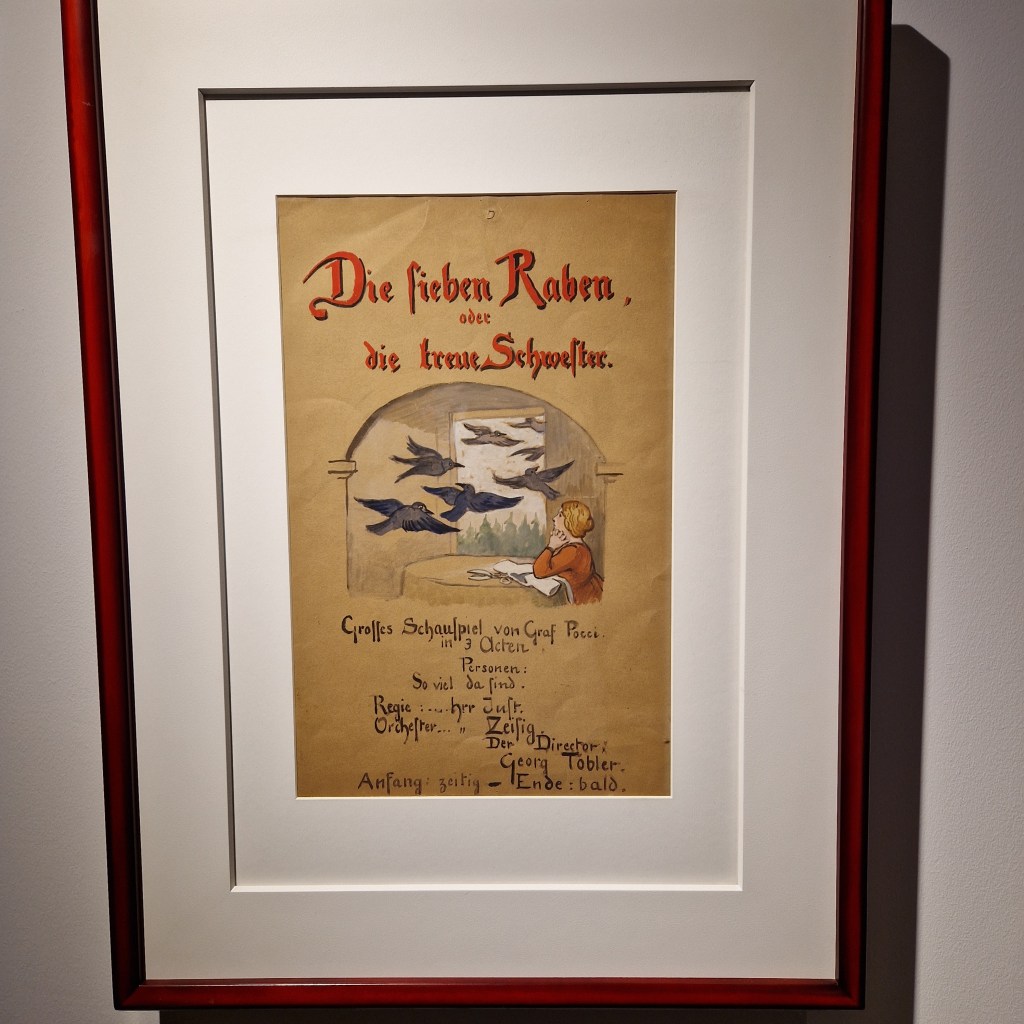 Die sieben Raben,
oder
die treue Schwester.
Grosses Schauspiel von Graf Pocci.
in 3 Acten.
Personen:
So viel da sind.
Regie :.... Hrr Just.
Orchester... „ Zeisig.
Der Director:
Georg Tobler.
Anfang: zeitig – Ende: bald.